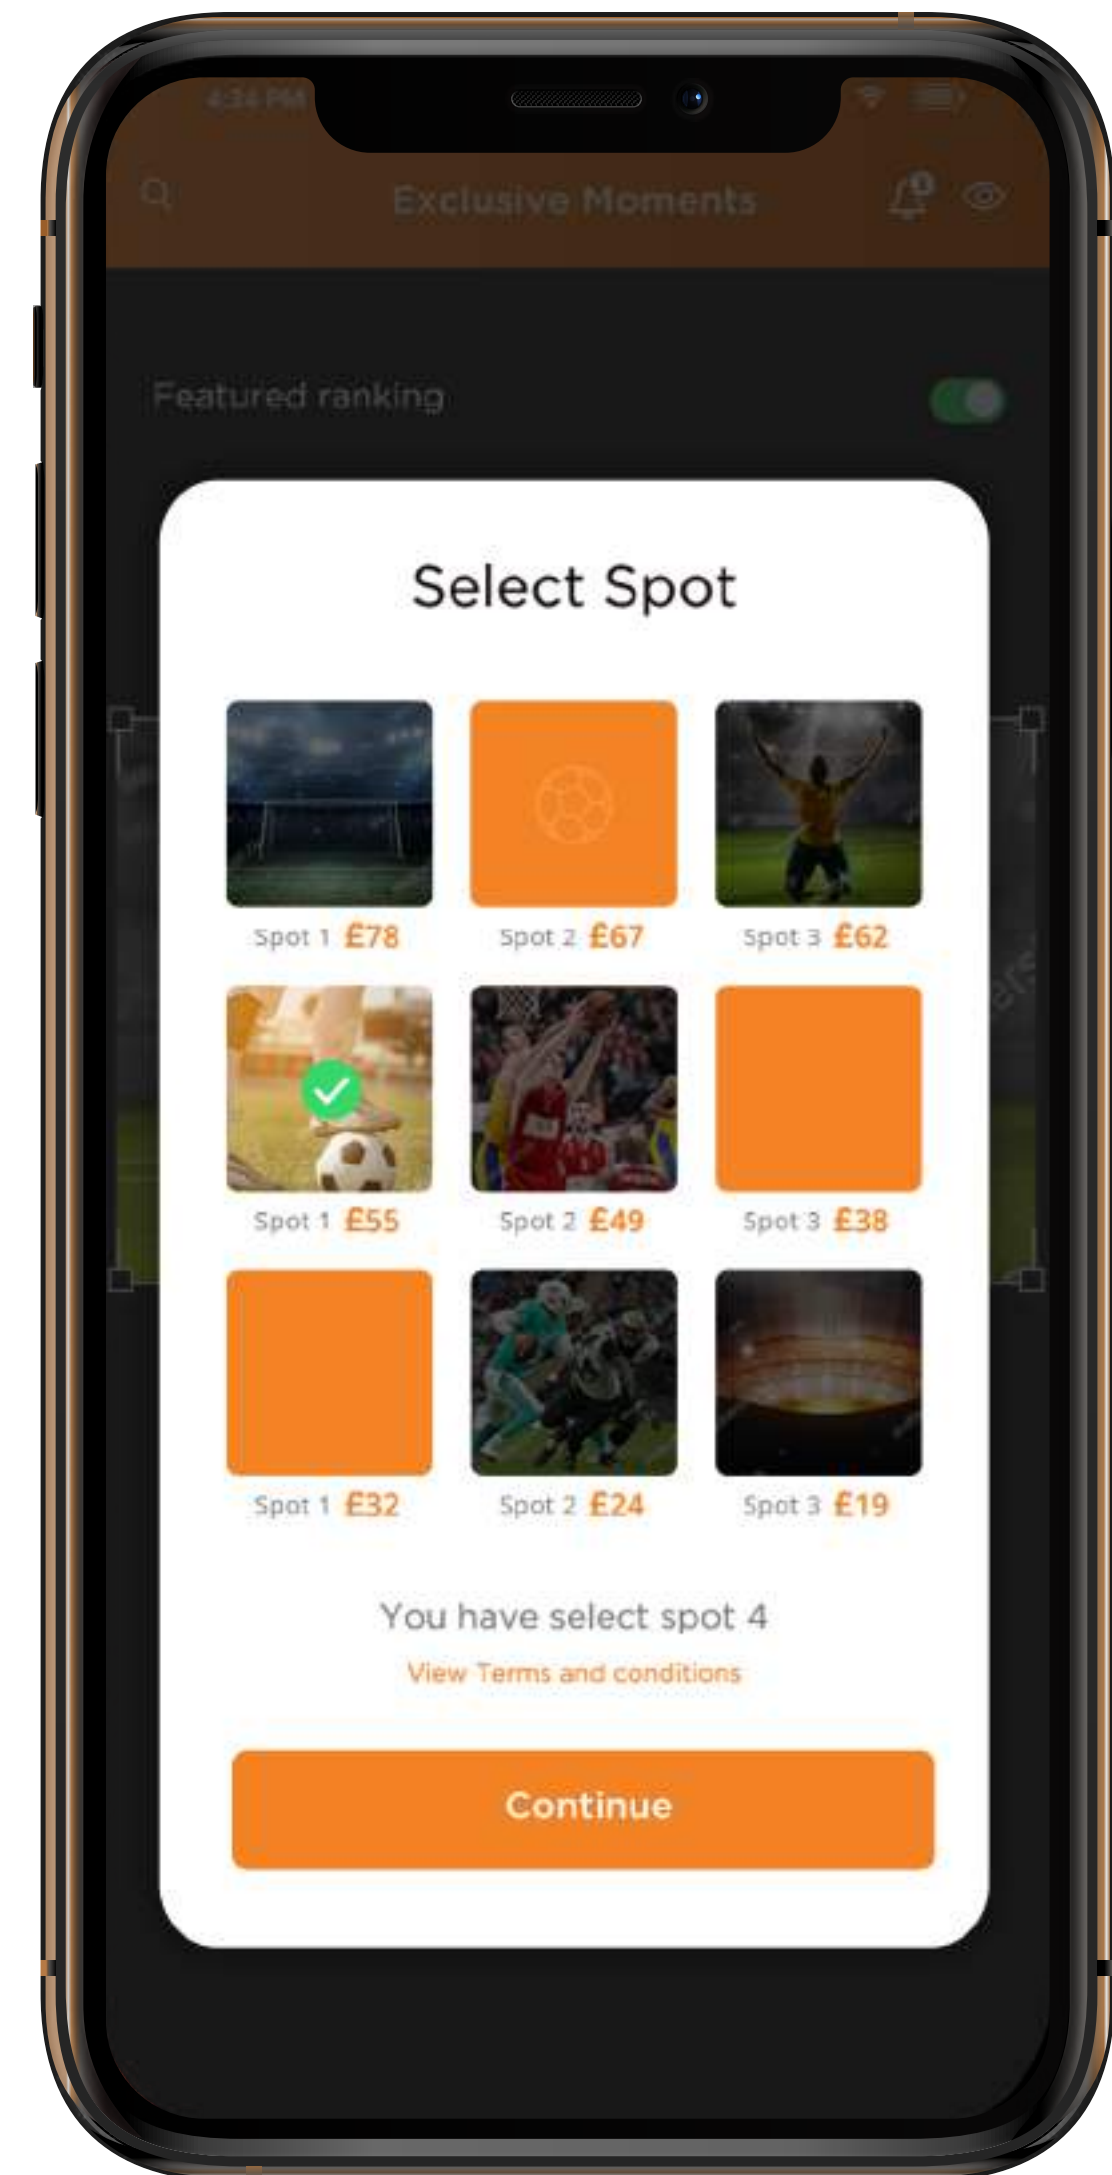 4:34 PM
Exclusive Moments
Featured ranking
Select Spot
Spot 1 £78 Spot 2 £67 Spot 3 £62
Spot 1 £55 Spot 2 £49 Spot 3 £38
Spot 1 £32 Spot 2 £24 Spot 3 £19
You have select spot 4
View Terms and conditions
Continue